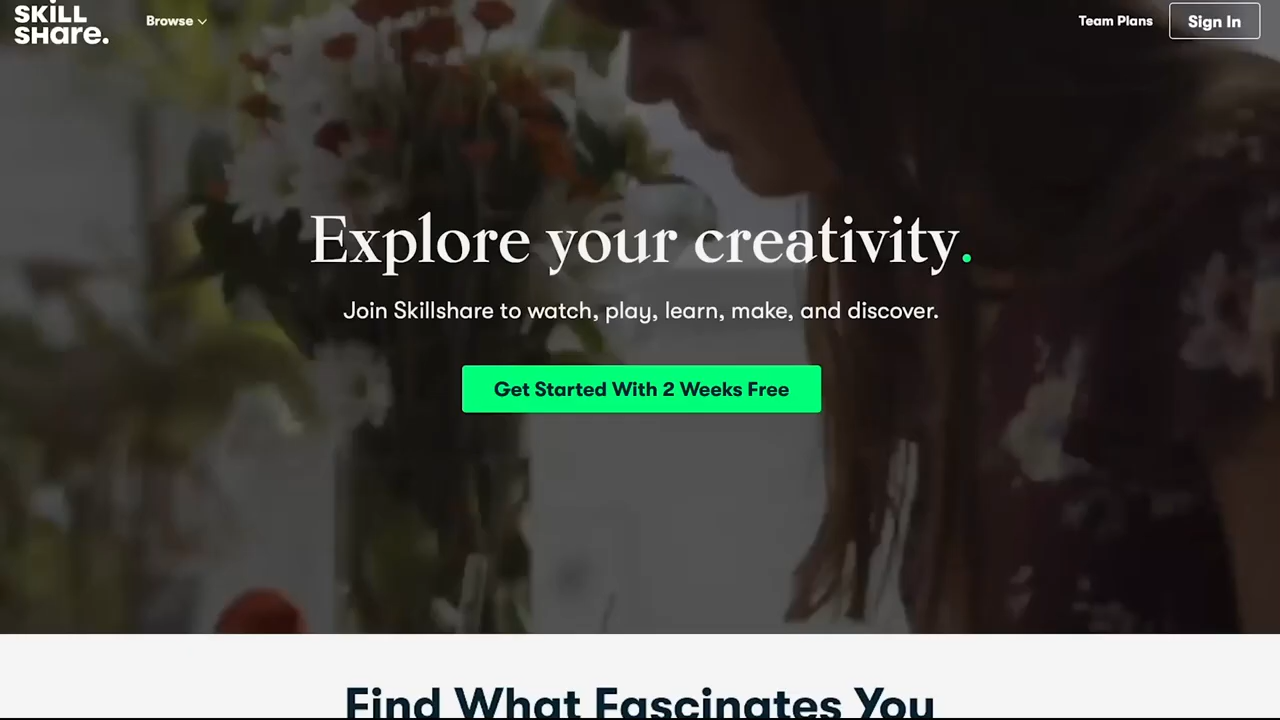 SKILL
SHare.
Browse
Team Plans
Sign In
Explore your creativity.
Join Skillshare to watch, play, learn, make, and discover.
Get Started With 2 Weeks Free
Find What Fascinates You